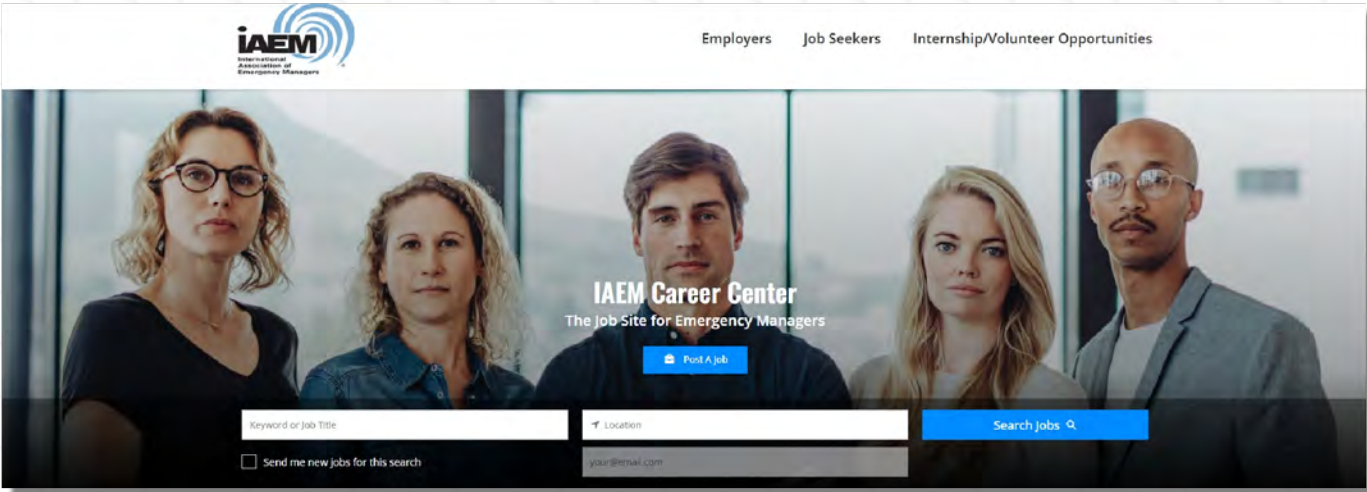 iAEM
International
Association of
Emergency Managers
Employers Job Seekers Internship/Volunteer Opportunities
IAEM Career Center
The Job Site for Emergency Managers
Post A Job
Keyword or Job Title
Location
Search Jobs
Send me new jobs for this search
your@email.com